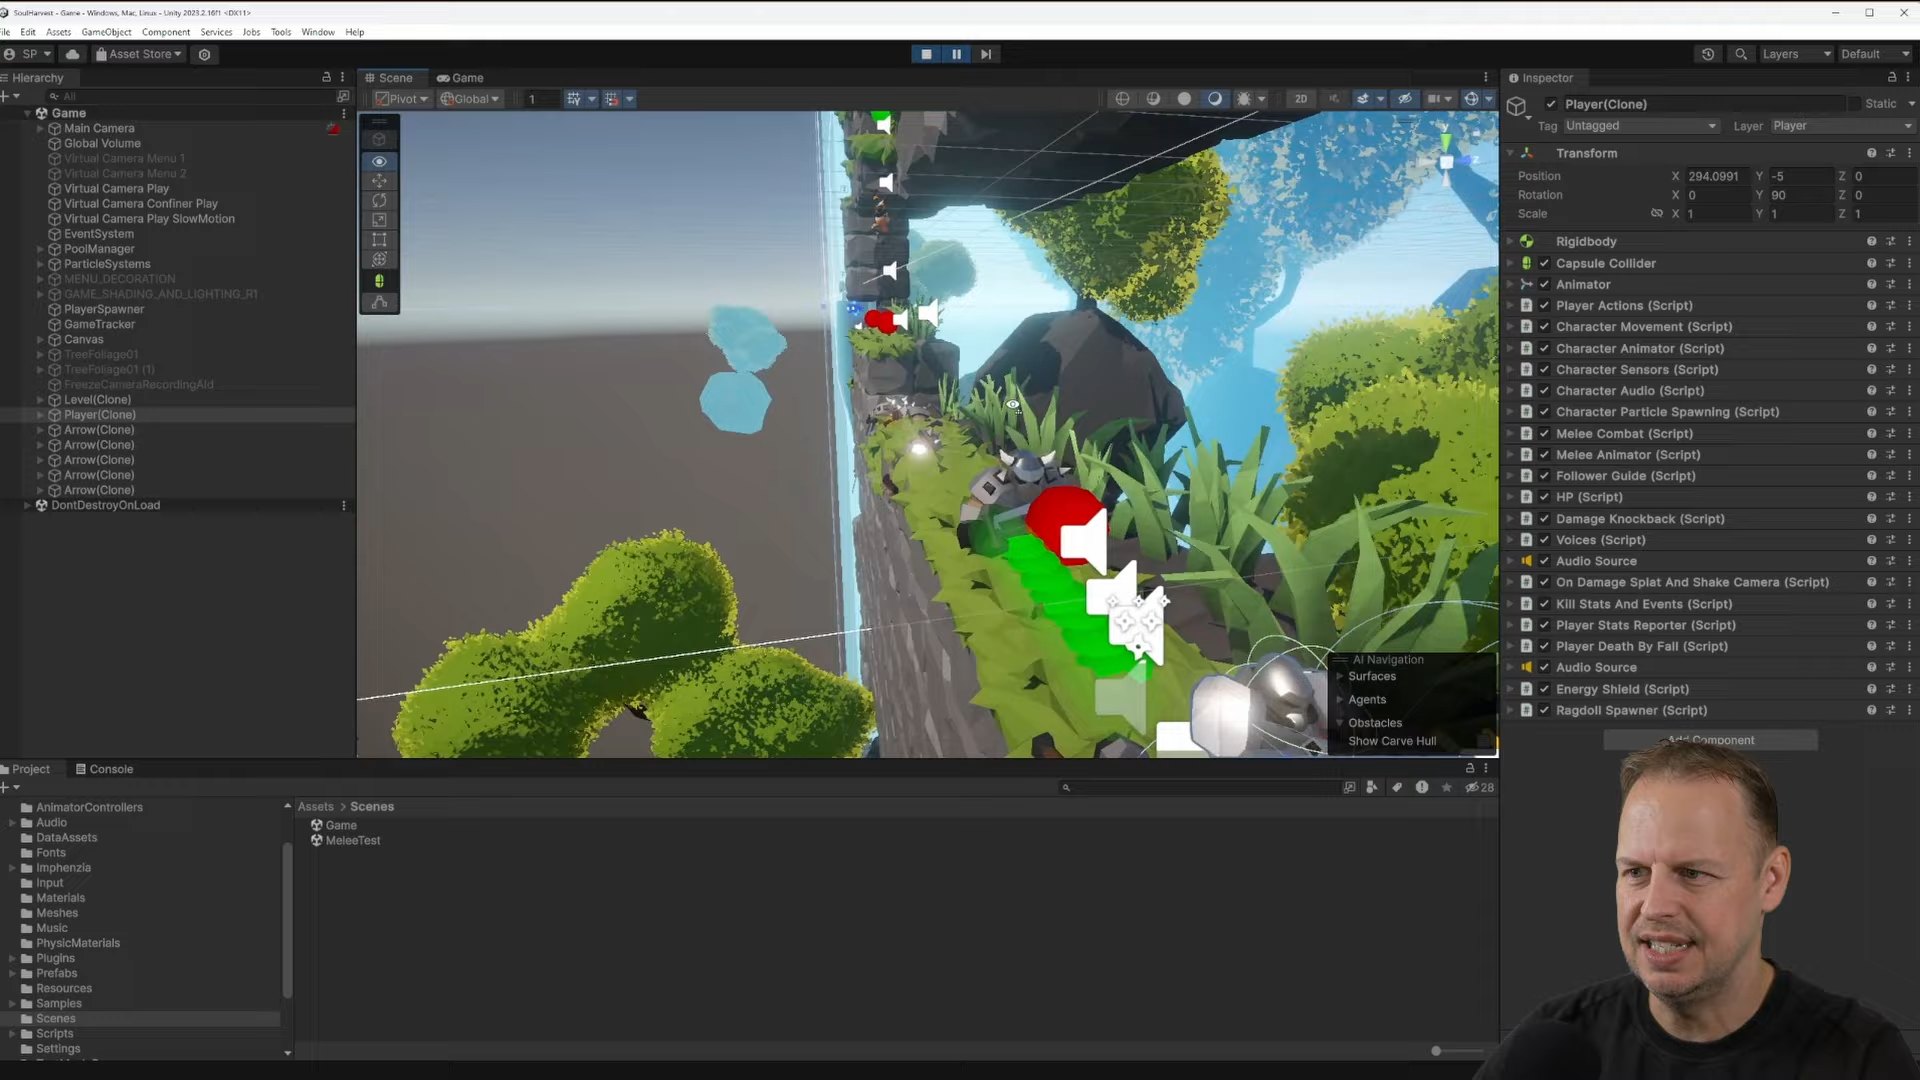 SoulHarvest - Game - Windows, Mac, Linux - Unity 2023.2.16f1 <DX11>
File Edit Assets GameObject Component Services Jobs Tools Window Help
SP Asset Store Layers Default
Hierarchy
All
Game
Main Camera
Global Volume
Virtual Camera Menu 1
Virtual Camera Menu 2
Virtual Camera Play
Virtual Camera Confiner Play
Virtual Camera Play SlowMotion
EventSystem
PoolManager
ParticleSystems
MENU_DECORATION
GAME_SHADING_AND_LIGHTING_R1
PlayerSpawner
GameTracker
Canvas
TreeFoliage01
TreeFoliage01 (1)
FreezeCameraRecordingAid
Level(Clone)
Player(Clone)
Arrow(Clone)
Arrow(Clone)
Arrow(Clone)
Arrow(Clone)
Arrow(Clone)
DontDestroyOnLoad
Scene Game
Pivot Global 1 2D
y
z
AI Navigation
Surfaces
Agents
Obstacles
Show Carve Hull
Inspector
Player(Clone) Static
Tag Untagged Layer Player
Transform
Position X 294.0991 Y -5 Z 0
Rotation X 0 Y 90 Z 0
Scale X 1 Y 1 Z 1
Rigidbody
Capsule Collider
Animator
Player Actions (Script)
Character Movement (Script)
Character Animator (Script)
Character Sensors (Script)
Character Audio (Script)
Character Particle Spawning (Script)
Melee Combat (Script)
Melee Animator (Script)
Follower Guide (Script)
HP (Script)
Damage Knockback (Script)
Voices (Script)
Audio Source
On Damage Splat And Shake Camera (Script)
Kill Stats And Events (Script)
Player Stats Reporter (Script)
Player Death By Fall (Script)
Audio Source
Energy Shield (Script)
Ragdoll Spawner (Script)
Add Component
Project Console
28
AnimatorControllers
Audio
DataAssets
Fonts
Imphenzia
Input
Materials
Meshes
Music
PhysicMaterials
Plugins
Prefabs
Resources
Samples
Scenes
Scripts
Settings
Assets > Scenes
Game
MeleeTest